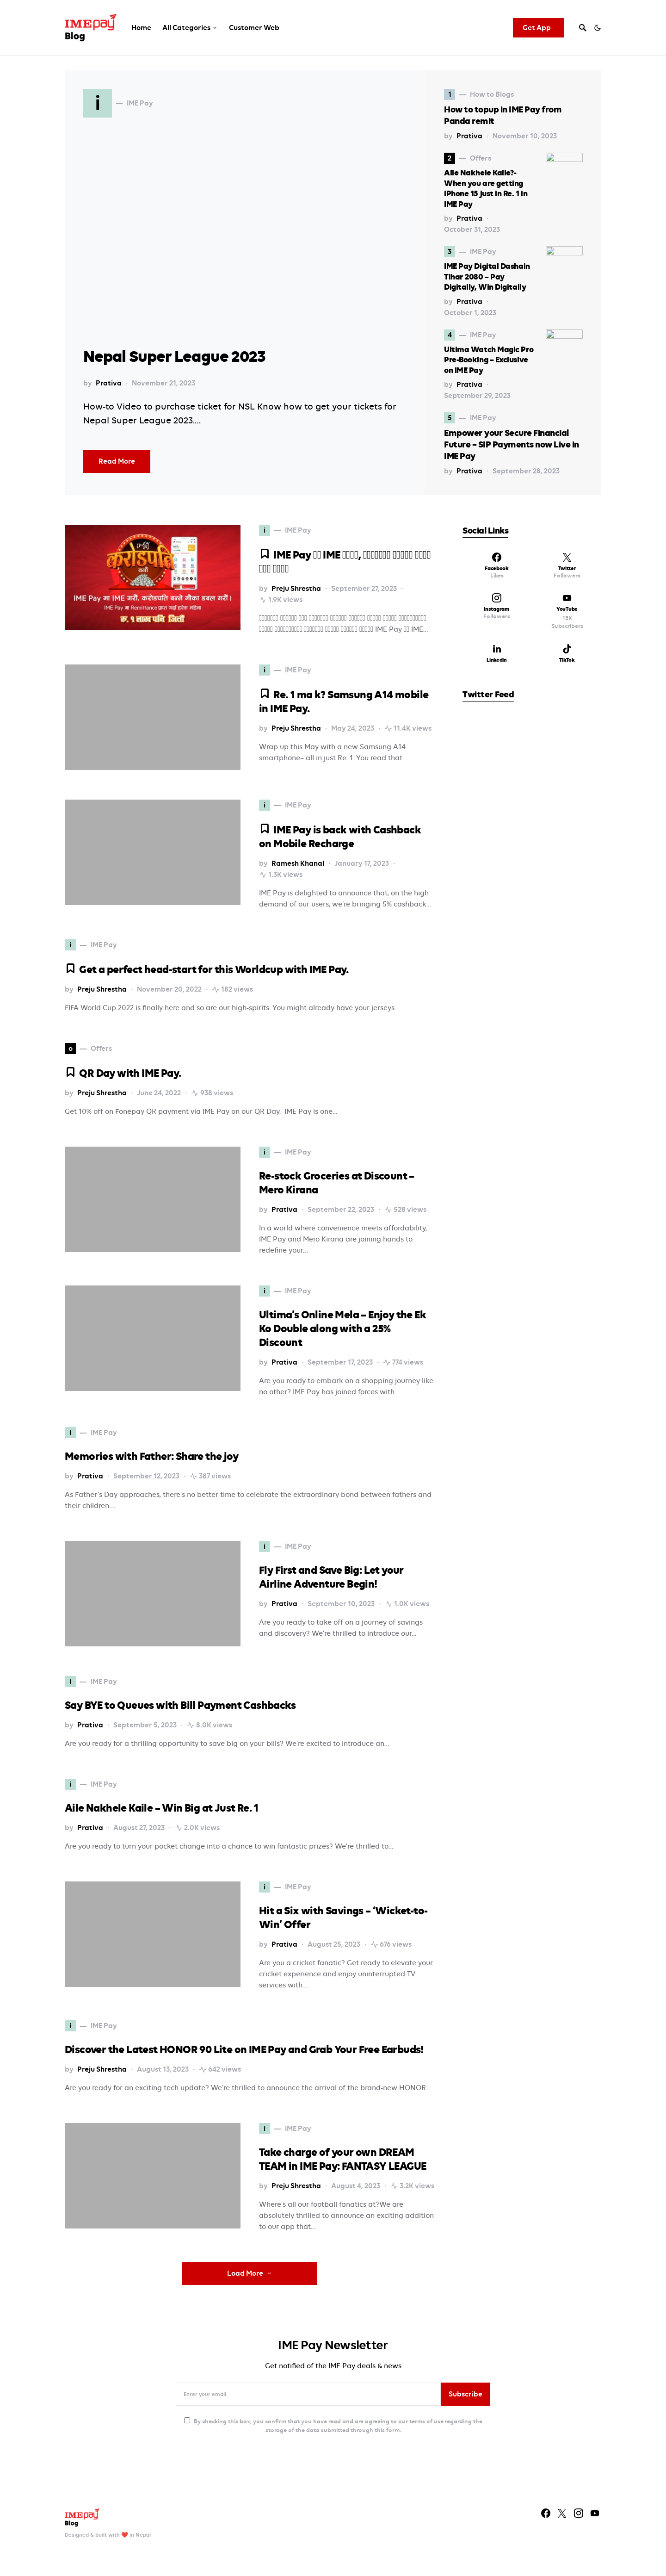 IME pay
Blog
Home All Categories Customer Web
Get App
i — IME Pay
Nepal Super League 2023
by Prativa · November 21, 2023
How-to Video to purchase ticket for NSL Know how to get your tickets for
Nepal Super League 2023....
Read More
1 — How to Blogs
How to topup in IME Pay from
Panda remit
by Prativa · November 10, 2023
2 — Offers
Aile Nakhele Kaile?-
When you are getting
iPhone 15 just in Re. 1 in
IME Pay
by Prativa ·
October 31, 2023
3 — IME Pay
IME Pay Digital Dashain
Tihar 2080 – Pay
Digitally, Win Digitally
by Prativa ·
October 1, 2023
4 — IME Pay
Ultima Watch Magic Pro
Pre-Booking – Exclusive
on IME Pay
by Prativa ·
September 29, 2023
5 — IME Pay
Empower your Secure Financial
Future – SIP Payments now Live in
IME Pay
by Prativa · September 28, 2023
करोडपति
IME Pay मा IME गरौं, करोडपति बन्ने मौका डबल गरौं !
रु. १ लाख पनि जितौं
i — IME Pay
IME Pay IME
by Preju Shrestha · September 27, 2023 ·
1.9K views
IME Pay IME...
i — IME Pay
Re. 1 ma k? Samsung A14 mobile
in IME Pay.
by Preju Shrestha · May 24, 2023 · 11.4K views
Wrap up this May with a new Samsung A14
smartphone– all in just Re. 1. You read that...
i — IME Pay
IME Pay is back with Cashback
on Mobile Recharge
by Ramesh Khanal · January 17, 2023 ·
1.3K views
IME Pay is delighted to announce that, on the high
demand of our users, we're bringing 5% cashback...
i — IME Pay
Get a perfect head-start for this Worldcup with IME Pay.
by Preju Shrestha · November 20, 2022 · 182 views
FIFA World Cup 2022 is finally here and so are our high-spirits. You might already have your jerseys...
o — Offers
QR Day with IME Pay.
by Preju Shrestha · June 24, 2022 · 938 views
Get 10% off on Fonepay QR payment via IME Pay on our QR Day. IME Pay is one...
i — IME Pay
Re-stock Groceries at Discount –
Mero Kirana
by Prativa · September 22, 2023 · 528 views
In a world where convenience meets affordability,
IME Pay and Mero Kirana are joining hands to
redefine your...
i — IME Pay
Ultima's Online Mela – Enjoy the Ek
Ko Double along with a 25%
Discount
by Prativa · September 17, 2023 · 774 views
Are you ready to embark on a shopping journey like
no other? IME Pay has joined forces with...
i — IME Pay
Memories with Father: Share the joy
by Prativa · September 12, 2023 · 387 views
As Father's Day approaches, there's no better time to celebrate the extraordinary bond between fathers and
their children....
i — IME Pay
Fly First and Save Big: Let your
Airline Adventure Begin!
by Prativa · September 10, 2023 · 1.0K views
Are you ready to take off on a journey of savings
and discovery? We're thrilled to introduce our...
i — IME Pay
Say BYE to Queues with Bill Payment Cashbacks
by Prativa · September 5, 2023 · 8.0K views
Are you ready for a thrilling opportunity to save big on your bills? We're excited to introduce an...
i — IME Pay
Aile Nakhele Kaile – Win Big at Just Re. 1
by Prativa · August 27, 2023 · 2.0K views
Are you ready to turn your pocket change into a chance to win fantastic prizes? We're thrilled to...
i — IME Pay
Hit a Six with Savings – 'Wicket-to-
Win' Offer
by Prativa · August 25, 2023 · 676 views
Are you a cricket fanatic? Get ready to elevate your
cricket experience and enjoy uninterrupted TV
services with...
i — IME Pay
Discover the Latest HONOR 90 Lite on IME Pay and Grab Your Free Earbuds!
by Preju Shrestha · August 13, 2023 · 642 views
Are you ready for an exciting tech update? We're thrilled to announce the arrival of the brand-new HONOR...
i — IME Pay
Take charge of your own DREAM
TEAM in IME Pay: FANTASY LEAGUE
by Preju Shrestha · August 4, 2023 · 3.2K views
Where's all our football fanatics at?We are
absolutely thrilled to announce an exciting addition
to our app that...
Load More
Social Links
Facebook
Likes
Twitter
Followers
Instagram
Followers
YouTube
15K
Subscribers
LinkedIn
TikTok
Twitter Feed
IME Pay Newsletter
Get notified of the IME Pay deals & news
Enter your email
Subscribe
By checking this box, you confirm that you have read and are agreeing to our terms of use regarding the
storage of the data submitted through this form.
IME pay
Blog
Designed & built with ❤️ in Nepal